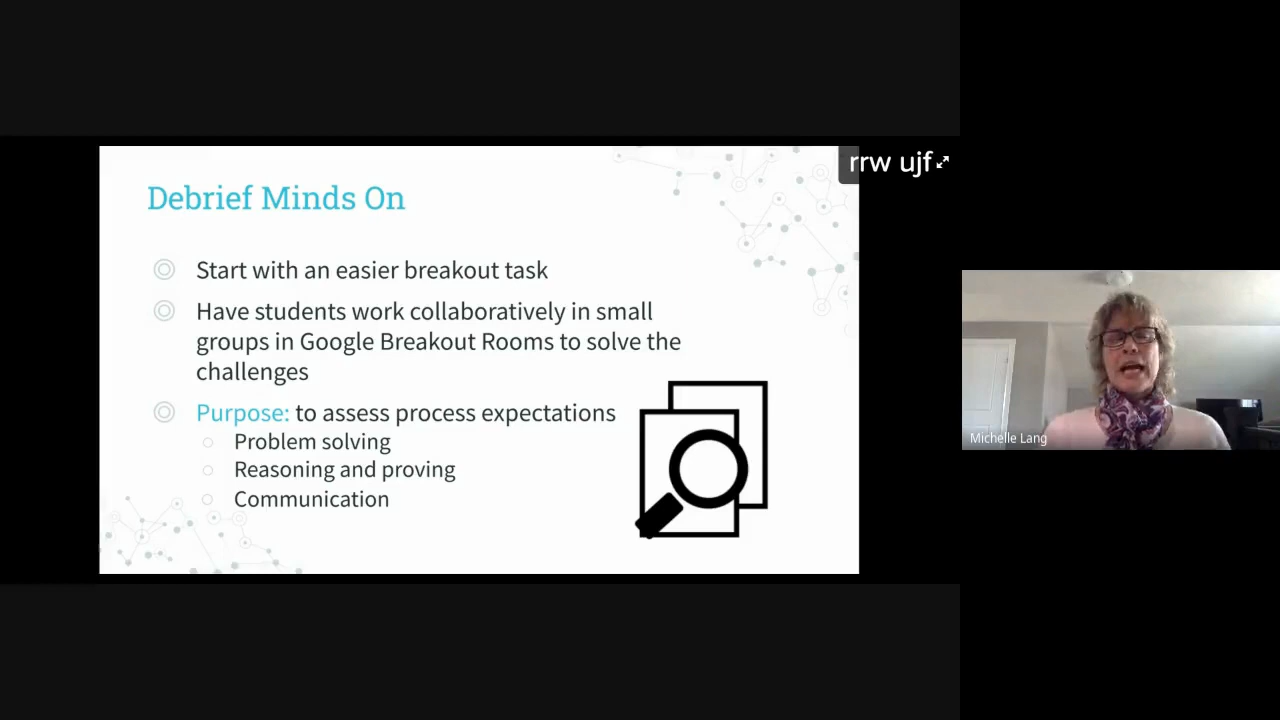 rrw ujf
Debrief Minds On
Start with an easier breakout task
Have students work collaboratively in small
groups in Google Breakout Rooms to solve the
challenges
Purpose: to assess process expectations
Problem solving
Reasoning and proving
Communication
Michelle Lang